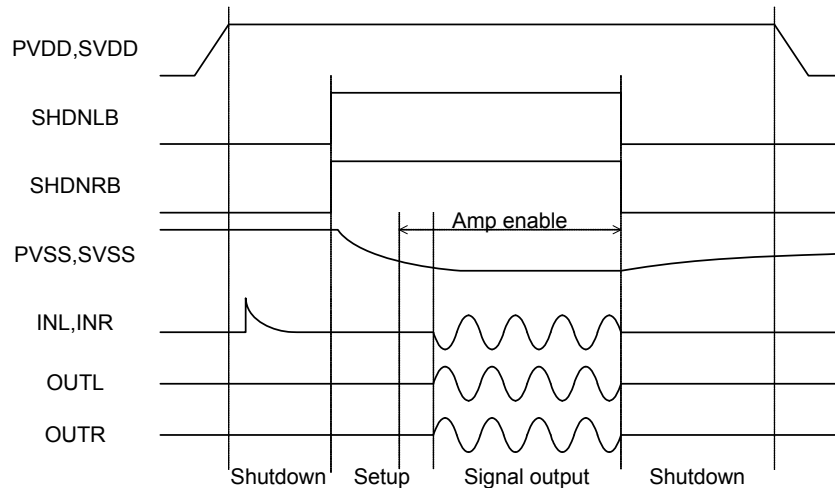 PVDD,SVDD
SHDNLB
SHDNRB
Amp enable
PVSS,SVSS
INL,INR
OUTL
OUTR
Shutdown Setup Signal output Shutdown